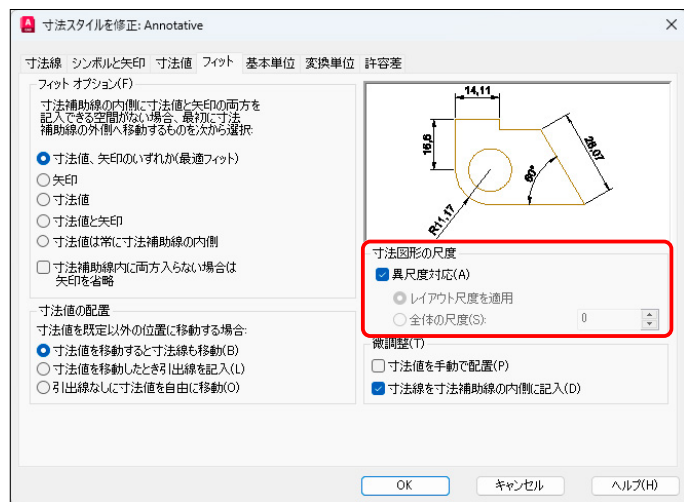 寸法スタイルを修正: Annotative
寸法線 シンボルと矢印 寸法値 フィット 基本単位 変換単位 許容差
フィット オプション(F)
寸法補助線の内側に寸法値と矢印の両方を
記入できる空間がない場合、最初に寸法
補助線の外側へ移動するものを次から選択:
寸法値、矢印のいずれか(最適フィット)
矢印
寸法値
寸法値と矢印
寸法値は常に寸法補助線の内側
寸法補助線内に両方入らない場合は
矢印を省略
寸法値の配置
寸法値を既定以外の位置に移動する場合:
寸法値を移動すると寸法線も移動(B)
寸法値を移動したとき引出線を記入(L)
引出線なしに寸法値を自由に移動(O)
14,11
16,6
28,07
60°
R11,17
寸法図形の尺度
異尺度対応(A)
レイアウト尺度を適用
全体の尺度(S): 0
微調整(T)
寸法値を手動で配置(P)
寸法線を寸法補助線の内側に記入(D)
OK キャンセル ヘルプ(H)